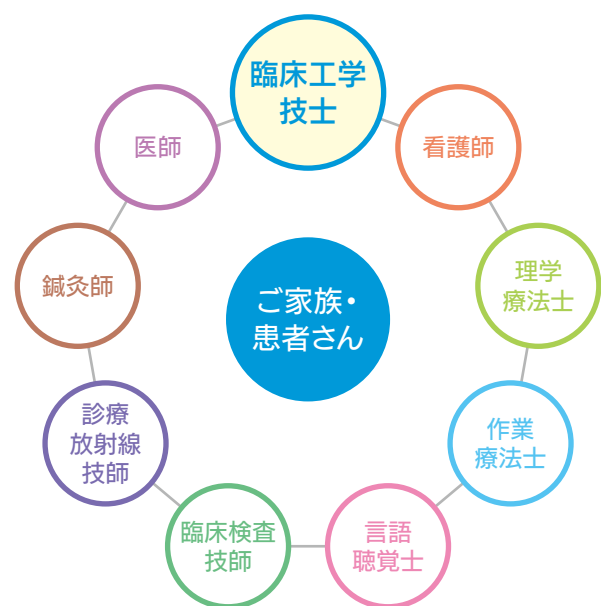 臨床工学
技士
看護師
理学
療法士
作業
療法士
言語
聴覚士
臨床検査
技師
診療
放射線
技師
鍼灸師
医師
ご家族・
患者さん